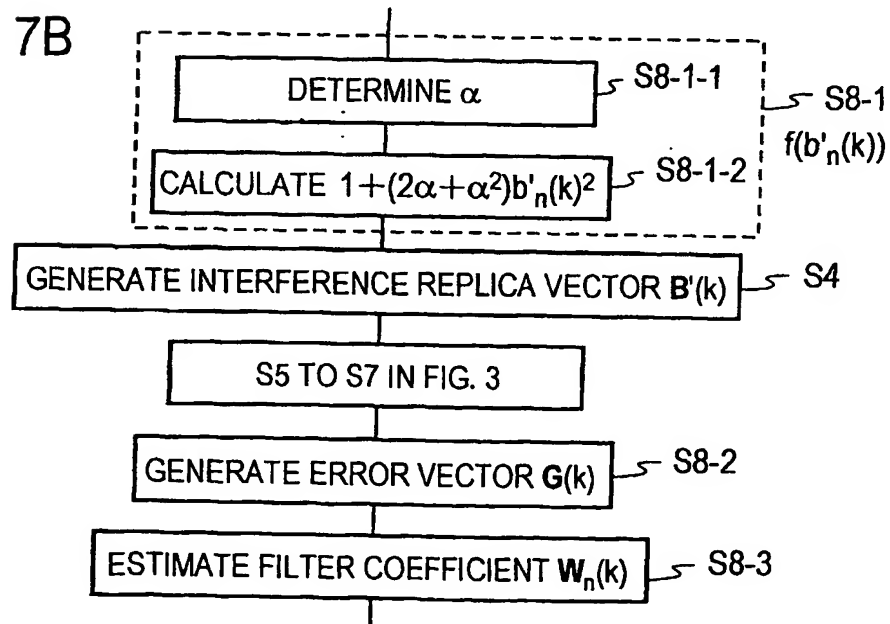 7B
DETERMINE α
S8-1-1
S8-1
f(b'ₙ(k))
CALCULATE 1+(2α+α²)b'ₙ(k)²
S8-1-2
GENERATE INTERFERENCE REPLICA VECTOR B'(k)
S4
S5 TO S7 IN FIG. 3
GENERATE ERROR VECTOR G(k)
S8-2
ESTIMATE FILTER COEFFICIENT Wₙ(k)
S8-3